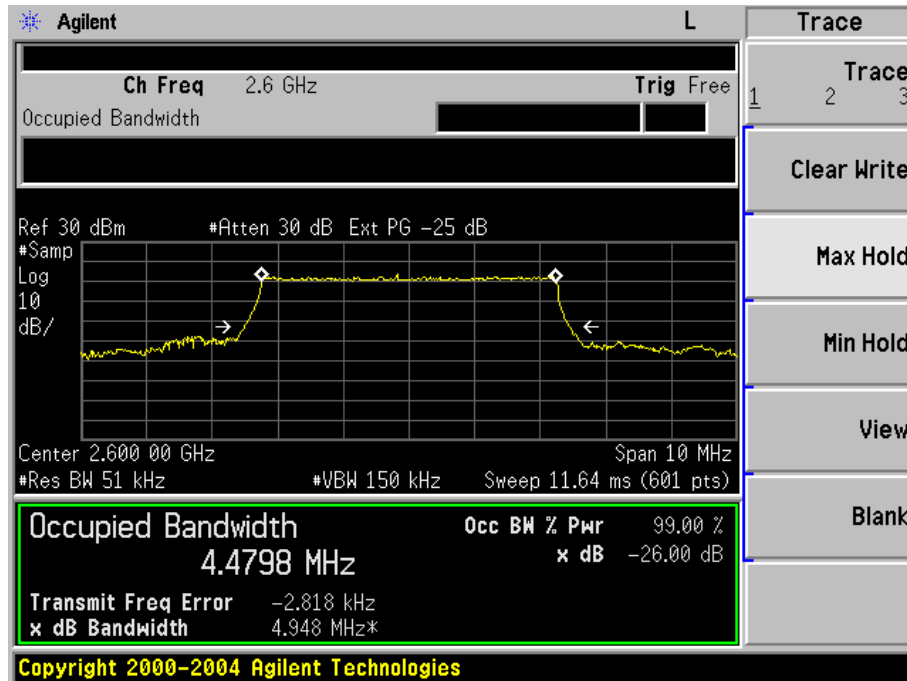 Agilent L Trace
Ch Freq 2.6 GHz Trig Free
Occupied Bandwidth
Trace
1 2 3
Clear Write
Max Hold
Min Hold
View
Blank
Ref 30 dBm #Atten 30 dB Ext PG -25 dB
#Samp
Log
10
dB/
Center 2.600 00 GHz Span 10 MHz
#Res BW 51 kHz #VBW 150 kHz Sweep 11.64 ms (601 pts)
Occupied Bandwidth Occ BW % Pwr 99.00 %
4.4798 MHz x dB -26.00 dB
Transmit Freq Error -2.818 kHz
x dB Bandwidth 4.948 MHz*
Copyright 2000-2004 Agilent Technologies